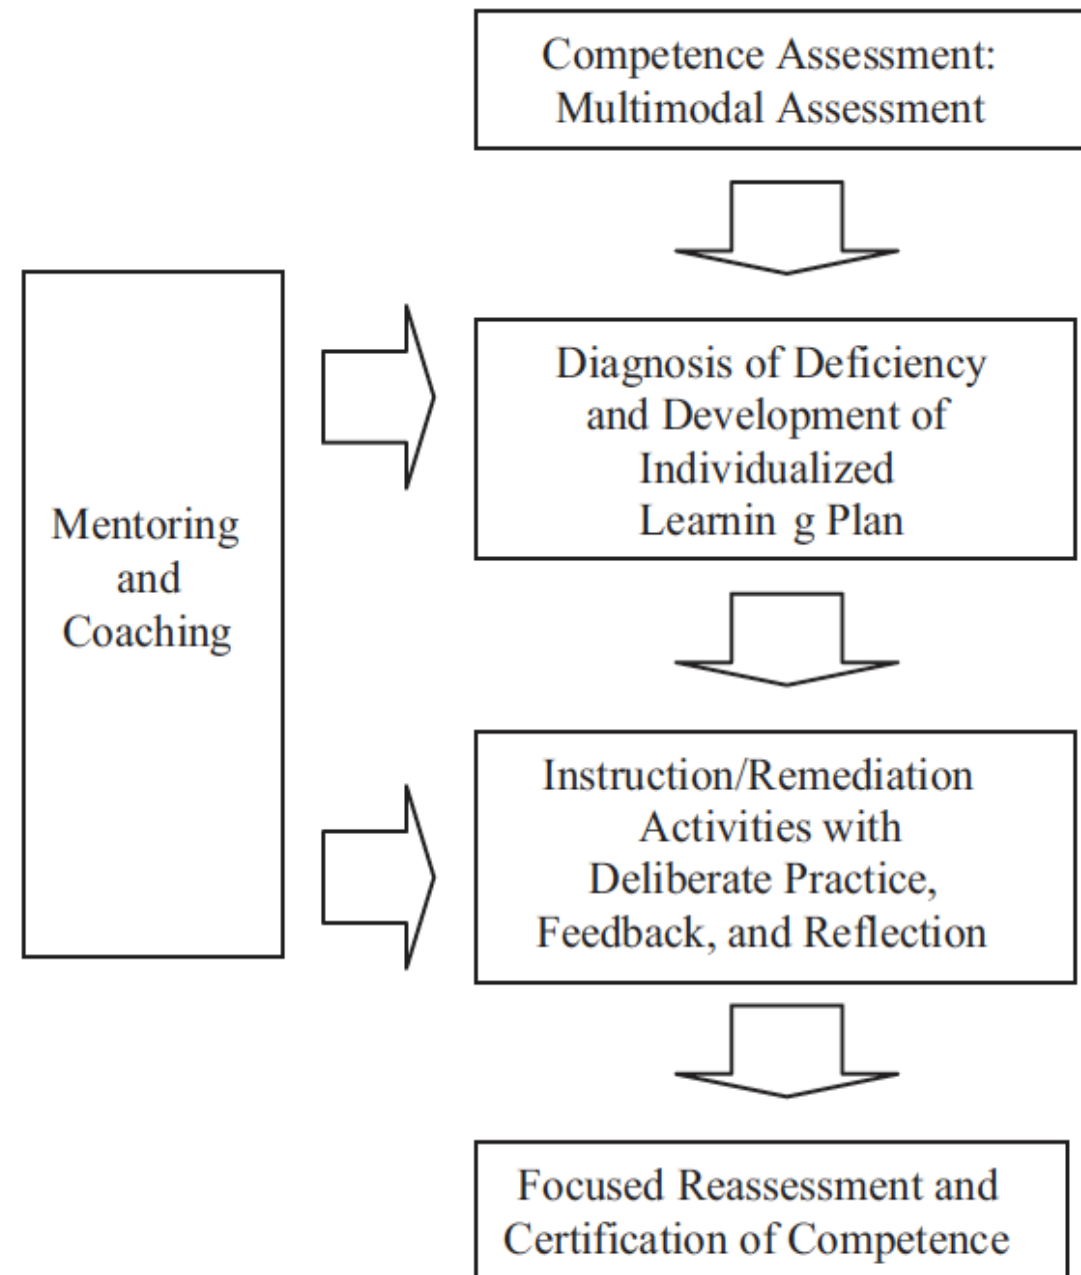 Competence Assessment:
Multimodal Assessment
Diagnosis of Deficiency
and Development of
Individualized
Learnin g Plan
Mentoring
and
Coaching
Instruction/Remediation
Activities with
Deliberate Practice,
Feedback, and Reflection
Focused Reassessment and
Certification of Competence